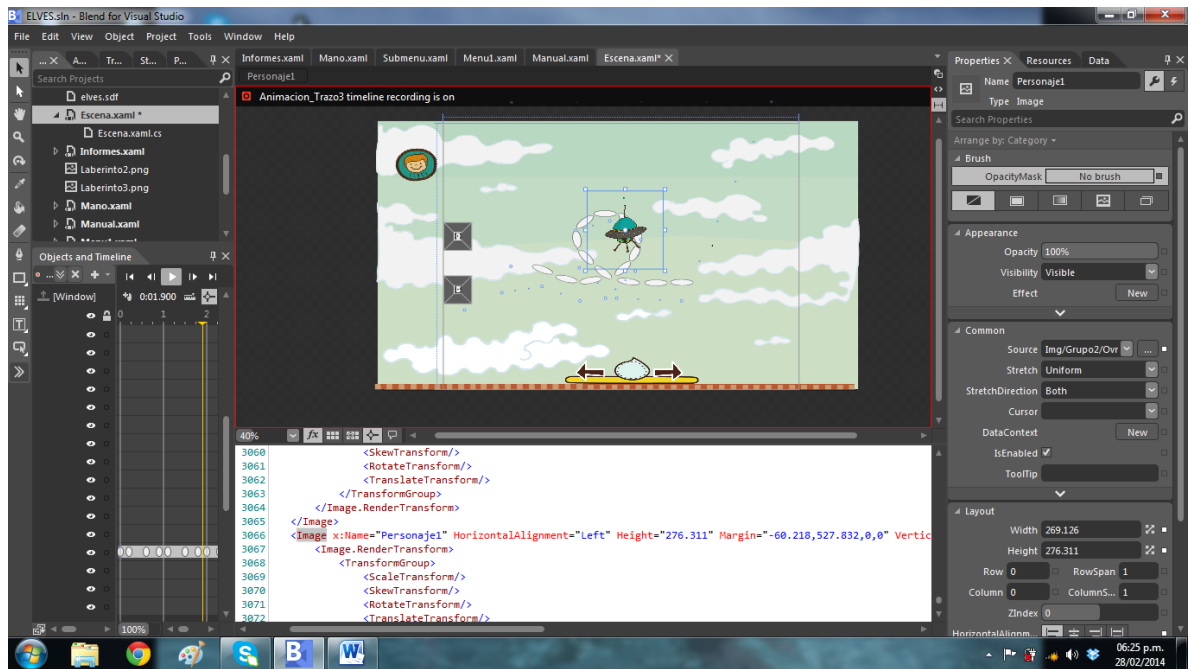 ELVES.sln - Blend for Visual Studio
File Edit View Object Project Tools Window Help
... A... Tr... St... P...
Search Projects
elves.sdf
Escena.xaml *
Escena.xaml.cs
Informes.xaml
Laberinto2.png
Laberinto3.png
Mano.xaml
Manual.xaml
Objects and Timeline
[Window] 0:01.900
0 1 2
100%
Informes.xaml Mano.xaml Submenu.xaml Menu1.xaml Manual.xaml Escena.xaml*
Personaje1
Animacion_Trazo3 timeline recording is on
40% fx
3060 <SkewTransform/>
3061 <RotateTransform/>
3062 <TranslateTransform/>
3063 </TransformGroup>
3064 </Image.RenderTransform>
3065 </Image>
3066 <Image x:Name="Personaje1" HorizontalAlignment="Left" Height="276.311" Margin="-60.218,527.832,0,0" Vertic
3067 <Image.RenderTransform>
3068 <TransformGroup>
3069 <ScaleTransform/>
3070 <SkewTransform/>
3071 <RotateTransform/>
3072 <TranslateTransform/>
Properties Resources Data
Name Personaje1
Type Image
Search Properties
Arrange by: Category
Brush
OpacityMask No brush
Appearance
Opacity 100%
Visibility Visible
Effect New
Common
Source Img/Grupo2/Ovr ...
Stretch Uniform
StretchDirection Both
Cursor
DataContext New
IsEnabled
ToolTip
Layout
Width 269.126
Height 276.311
Row 0 RowSpan 1
Column 0 ColumnS... 1
ZIndex 0
HorizontalAlignm...
06:25 p.m.
28/02/2014